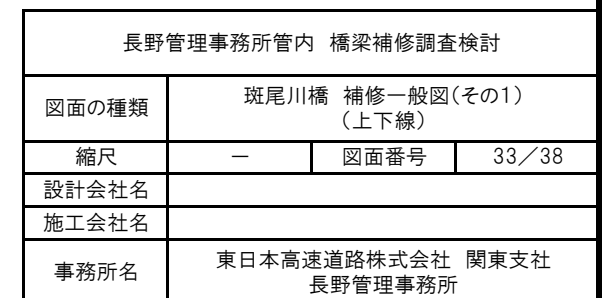 長野管理事務所管内 橋梁補修調査検討
図面の種類 斑尾川橋 補修一般図(その1)
(上下線)
縮尺 － 図面番号 33／38
設計会社名
施工会社名
事務所名 東日本高速道路株式会社 関東支社
長野管理事務所